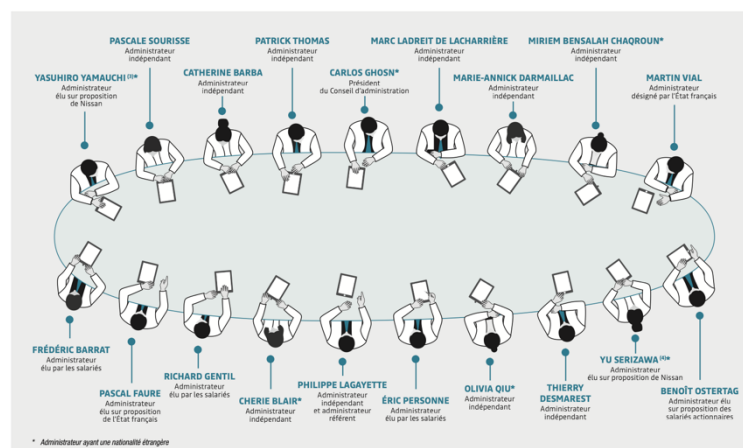 PASCALE SOURISSE
Administrateur
indépendant
PATRICK THOMAS
Administrateur
indépendant
MARC LADREIT DE LACHARRIÈRE
Administrateur
indépendant
MIRIEM BENSALAH CHAQROUN*
Administrateur
indépendant
YASUHIRO YAMAUCHI (3)*
Administrateur
élu sur proposition
de Nissan
CATHERINE BARBA
Administrateur
indépendant
CARLOS GHOSN*
Président
du Conseil d'administration
MARIE-ANNICK DARMAILLAC
Administrateur
indépendant
MARTIN VIAL
Administrateur
désigné par l'État français
FRÉDÉRIC BARRAT
Administrateur
élu par les salariés
PASCAL FAURE
Administrateur
élu sur proposition
de l'État français
RICHARD GENTIL
Administrateur
élu par les salariés
CHERIE BLAIR*
Administrateur
indépendant
PHILIPPE LAGAYETTE
Administrateur
indépendant
et administrateur
référent
ÉRIC PERSONNE
Administrateur
élu par les salariés
OLIVIA QIU*
Administrateur
indépendant
THIERRY
DESMAREST
Administrateur
indépendant
YU SERIZAWA (4)*
Administrateur
élu sur proposition de Nissan
BENOÎT OSTERTAG
Administrateur élu
sur proposition des
salariés actionnaires
* Administrateur ayant une nationalité étrangère